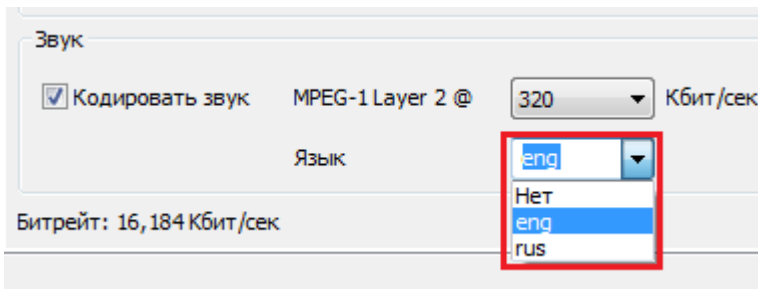 Звук
Кодировать звук MPEG-1 Layer 2 @ 320 Кбит/сек
Язык eng
Нет
eng
Битрейт: 16,184 Кбит/сек
rus